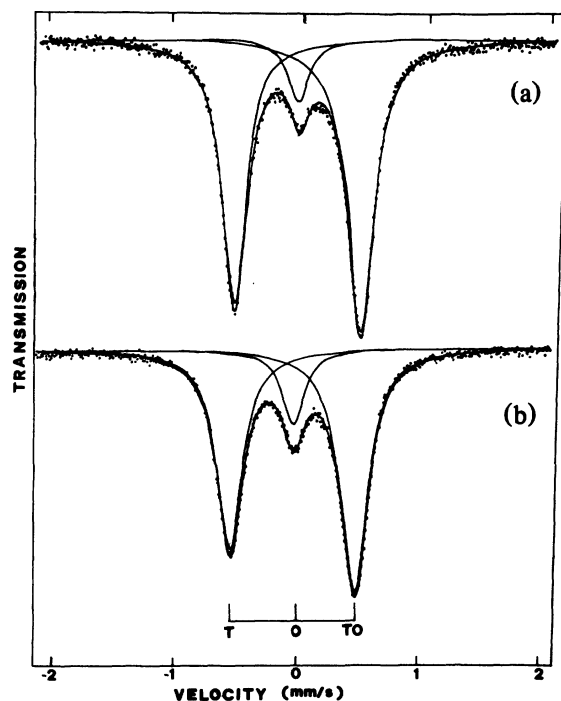 (a)
TRANSMISSION
(b)
T O TO
-2 -1 0 1 2
VELOCITY (mm/s)